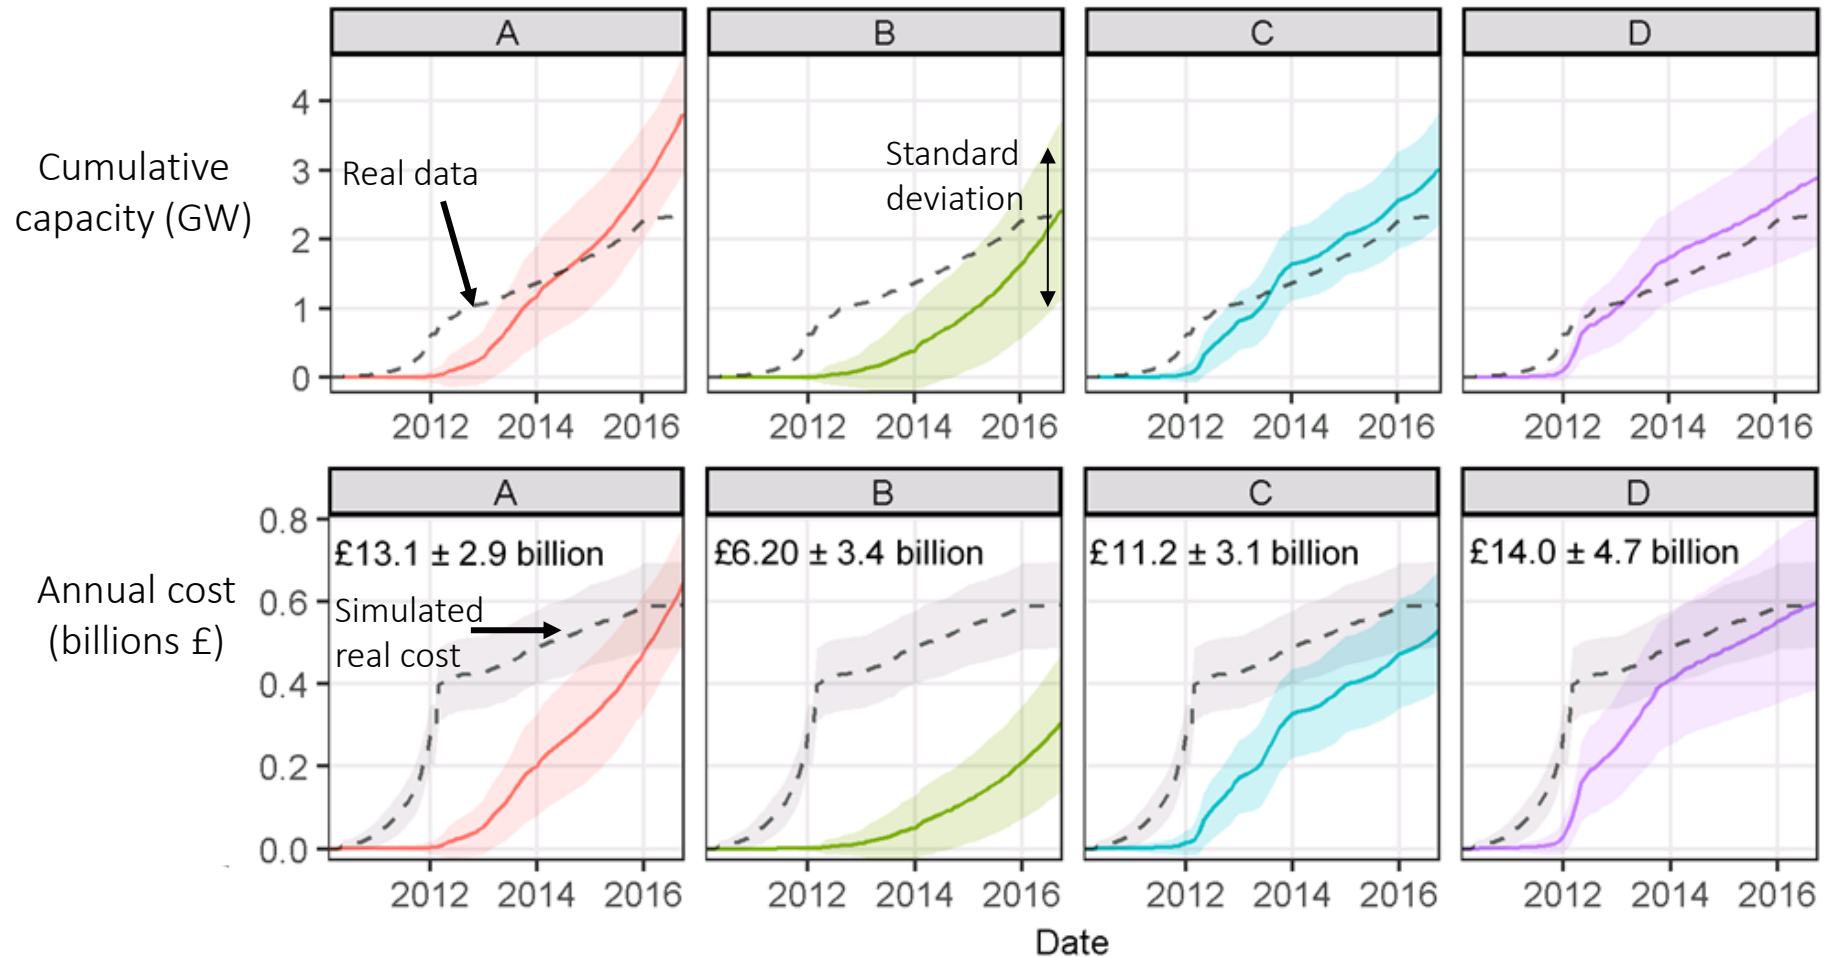 A
B
C
D
Cumulative
capacity (GW)
4
3
2
1
0
Real data
Standard
deviation
2012 2014 2016
2012 2014 2016
2012 2014 2016
2012 2014 2016
A
B
C
D
Annual cost
(billions £)
0.8
0.6
0.4
0.2
0.0
£13.1 ± 2.9 billion
£6.20 ± 3.4 billion
£11.2 ± 3.1 billion
£14.0 ± 4.7 billion
Simulated
real cost
2012 2014 2016
2012 2014 2016
2012 2014 2016
2012 2014 2016
Date